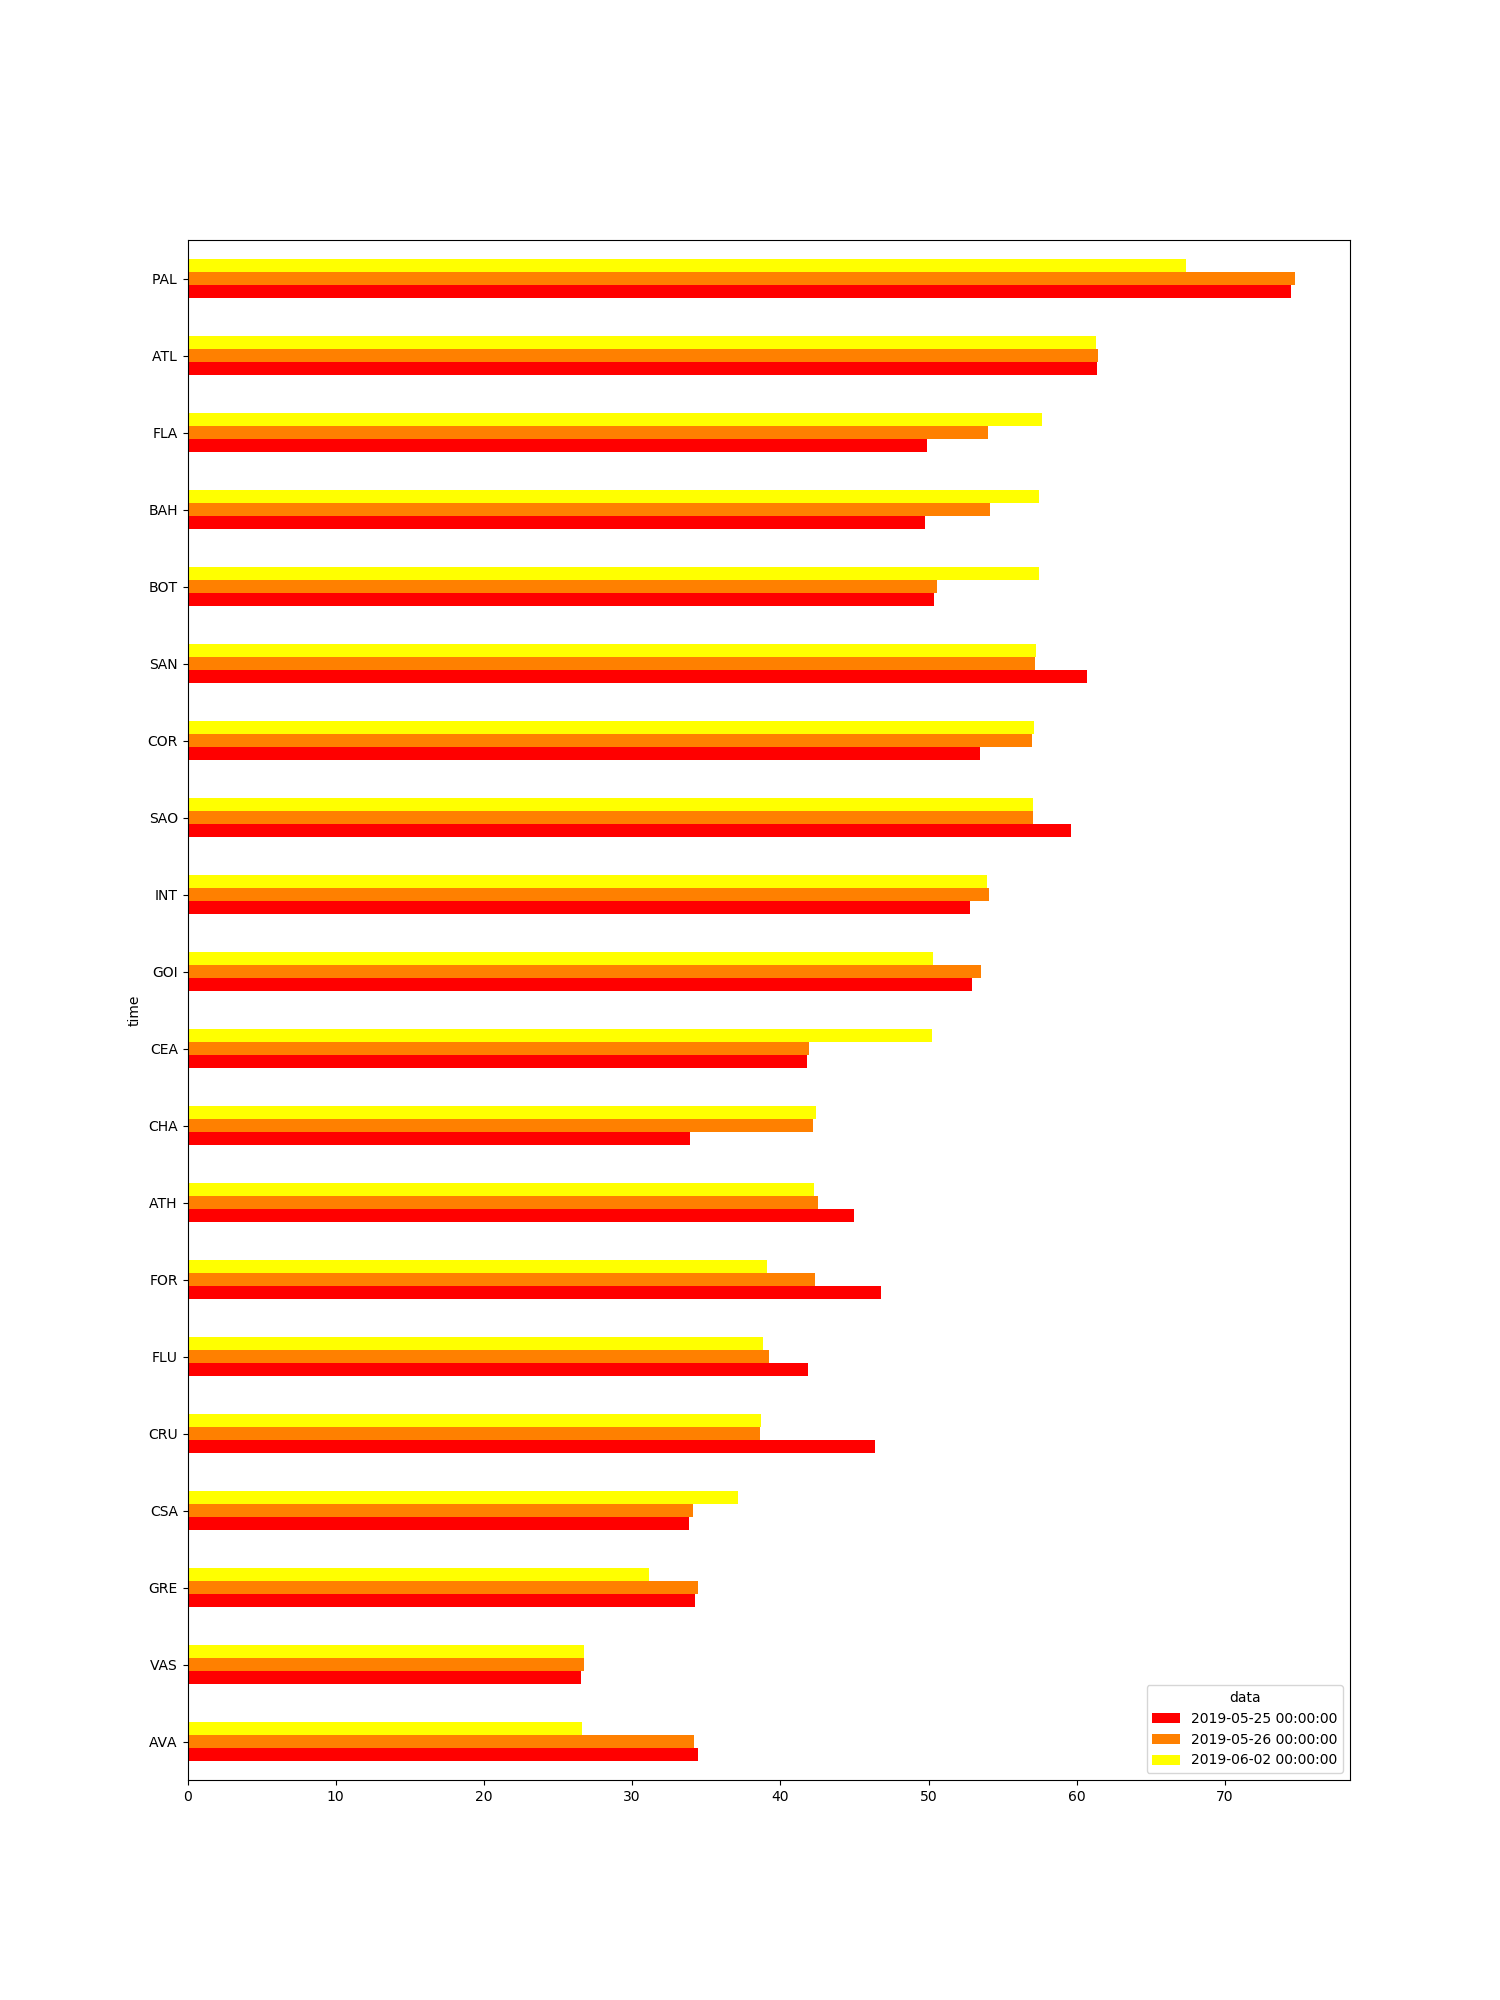 PAL
ATL
FLA
BAH
BOT
SAN
COR
SAO
INT
GOI
time
CEA
CHA
ATH
FOR
FLU
CRU
CSA
GRE
VAS
AVA
data
2019-05-25 00:00:00
2019-05-26 00:00:00
2019-06-02 00:00:00
0 10 20 30 40 50 60 70